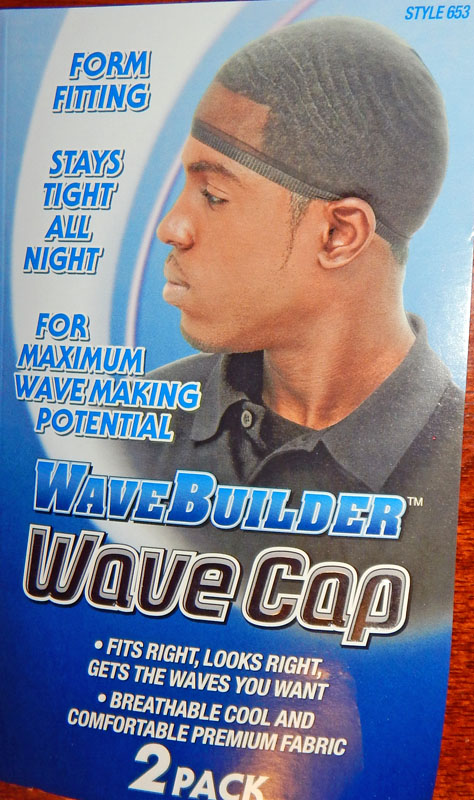 STYLE 653
FORM
FITTING
STAYS
TIGHT
ALL
NIGHT
FOR
MAXIMUM
WAVE MAKING
POTENTIAL
WAVEBUILDER™
Wave Cap
• FITS RIGHT, LOOKS RIGHT,
GETS THE WAVES YOU WANT
• BREATHABLE COOL AND
COMFORTABLE PREMIUM FABRIC
2 PACK